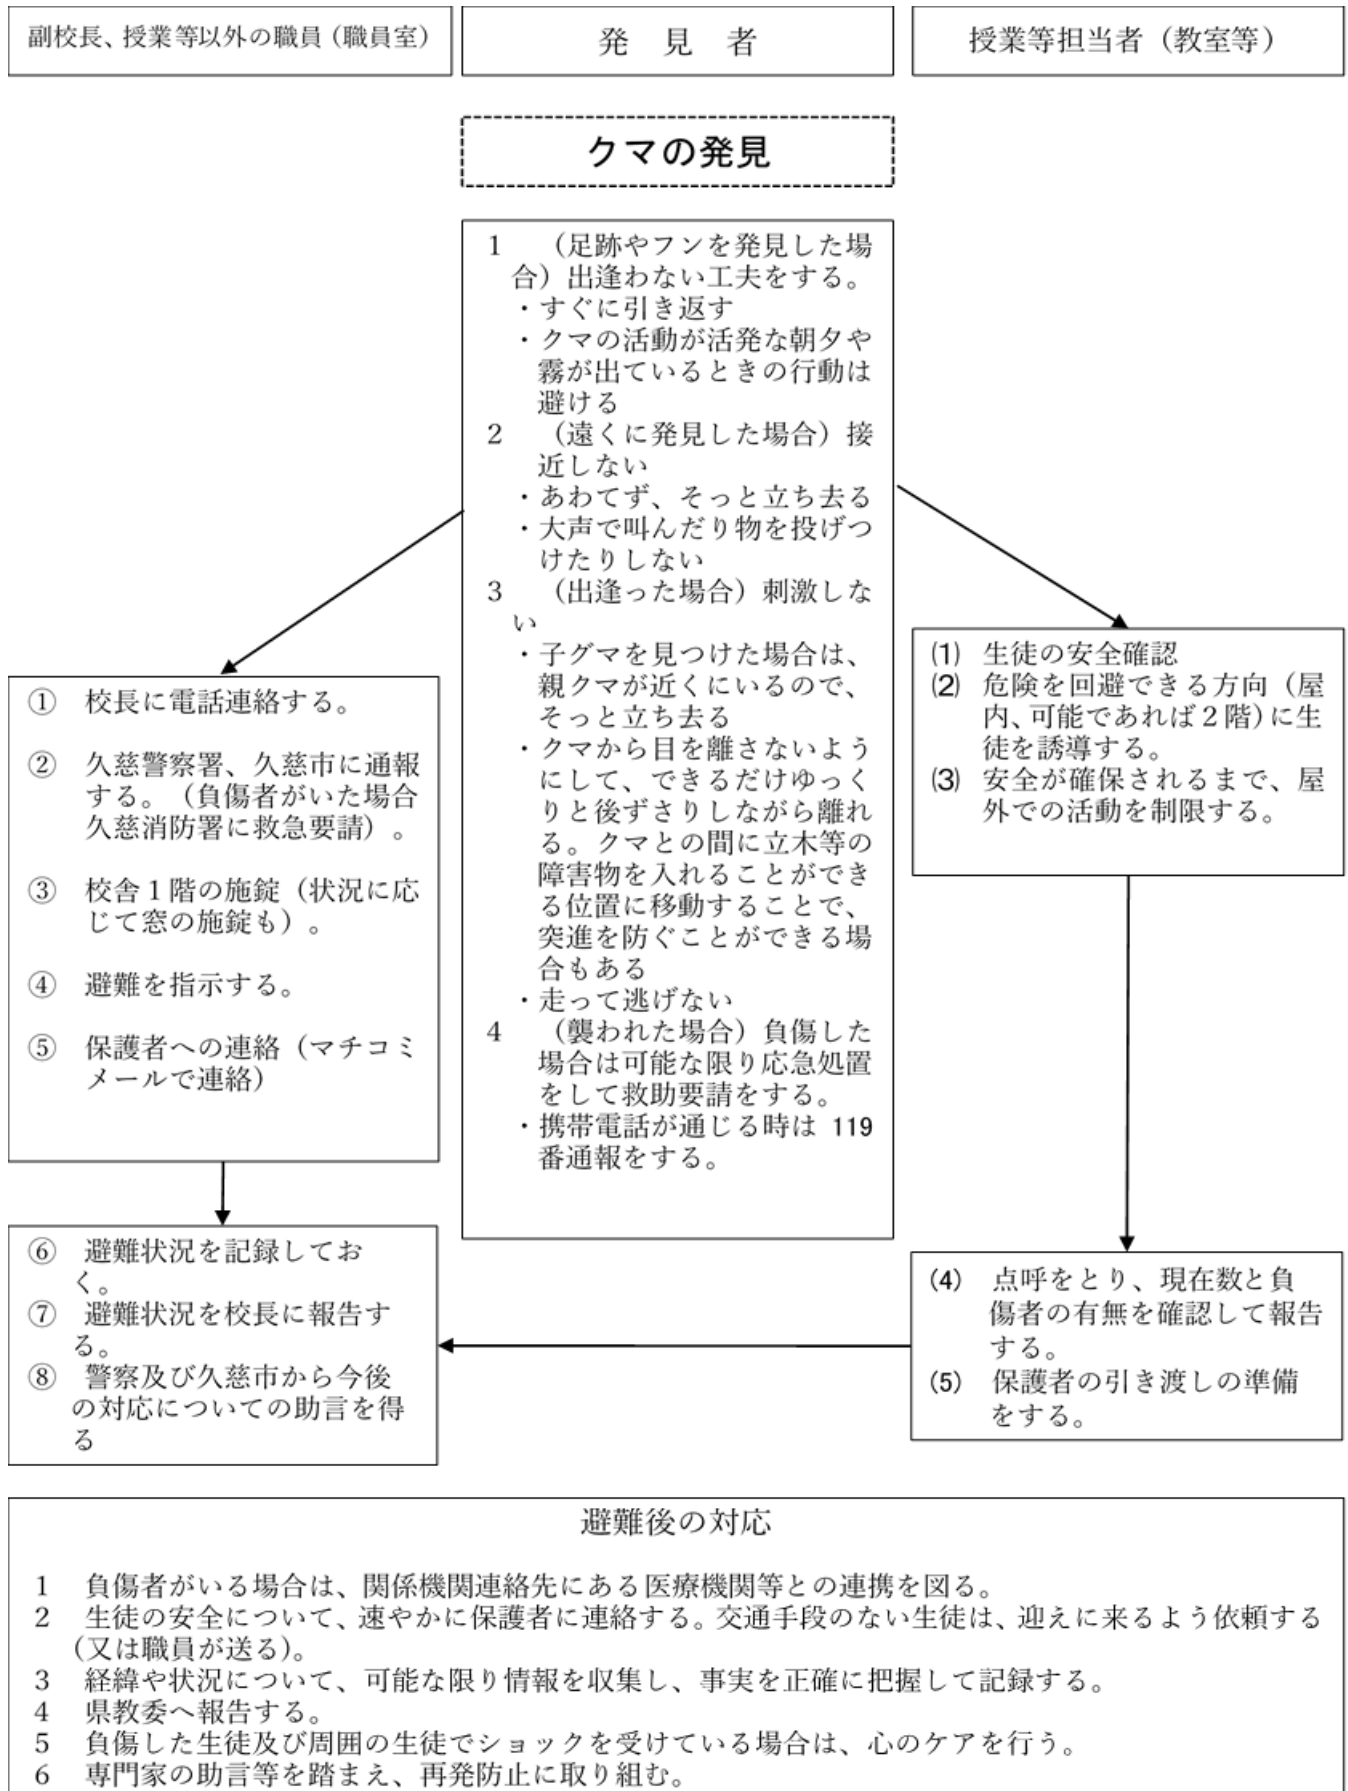 副校長、授業等以外の職員（職員室）
発　見　者
授業等担当者（教室等）
クマの発見
1　（足跡やフンを発見した場
合）出逢わない工夫をする。
・すぐに引き返す
・クマの活動が活発な朝夕や
霧が出ているときの行動は
避ける
2　（遠くに発見した場合）接
近しない
・あわてず、そっと立ち去る
・大声で叫んだり物を投げつ
けたりしない
3　（出逢った場合）刺激しな
い
・子グマを見つけた場合は、
親クマが近くにいるので、
そっと立ち去る
・クマから目を離さないよう
にして、できるだけゆっく
りと後ずさりしながら離れ
る。クマとの間に立木等の
障害物を入れることができ
る位置に移動することで、
突進を防ぐことができる場
合もある
・走って逃げない
4　（襲われた場合）負傷した
場合は可能な限り応急処置
をして救助要請をする。
・携帯電話が通じる時は 119
番通報をする。
①　校長に電話連絡する。
②　久慈警察署、久慈市に通報
する。（負傷者がいた場合
久慈消防署に救急要請）。
③　校舎１階の施錠（状況に応
じて窓の施錠も）。
④　避難を指示する。
⑤　保護者への連絡（マチコミ
メールで連絡）
⑴　生徒の安全確認
⑵　危険を回避できる方向（屋
内、可能であれば２階）に生
徒を誘導する。
⑶　安全が確保されるまで、屋
外での活動を制限する。
⑥　避難状況を記録してお
く。
⑦　避難状況を校長に報告す
る。
⑧　警察及び久慈市から今後
の対応についての助言を得
る
(4)　点呼をとり、現在数と負
傷者の有無を確認して報告
する。
(5)　保護者の引き渡しの準備
をする。
避難後の対応
1　負傷者がいる場合は、関係機関連絡先にある医療機関等との連携を図る。
2　生徒の安全について、速やかに保護者に連絡する。交通手段のない生徒は、迎えに来るよう依頼する
（又は職員が送る）。
3　経緯や状況について、可能な限り情報を収集し、事実を正確に把握して記録する。
4　県教委へ報告する。
5　負傷した生徒及び周囲の生徒でショックを受けている場合は、心のケアを行う。
6　専門家の助言等を踏まえ、再発防止に取り組む。